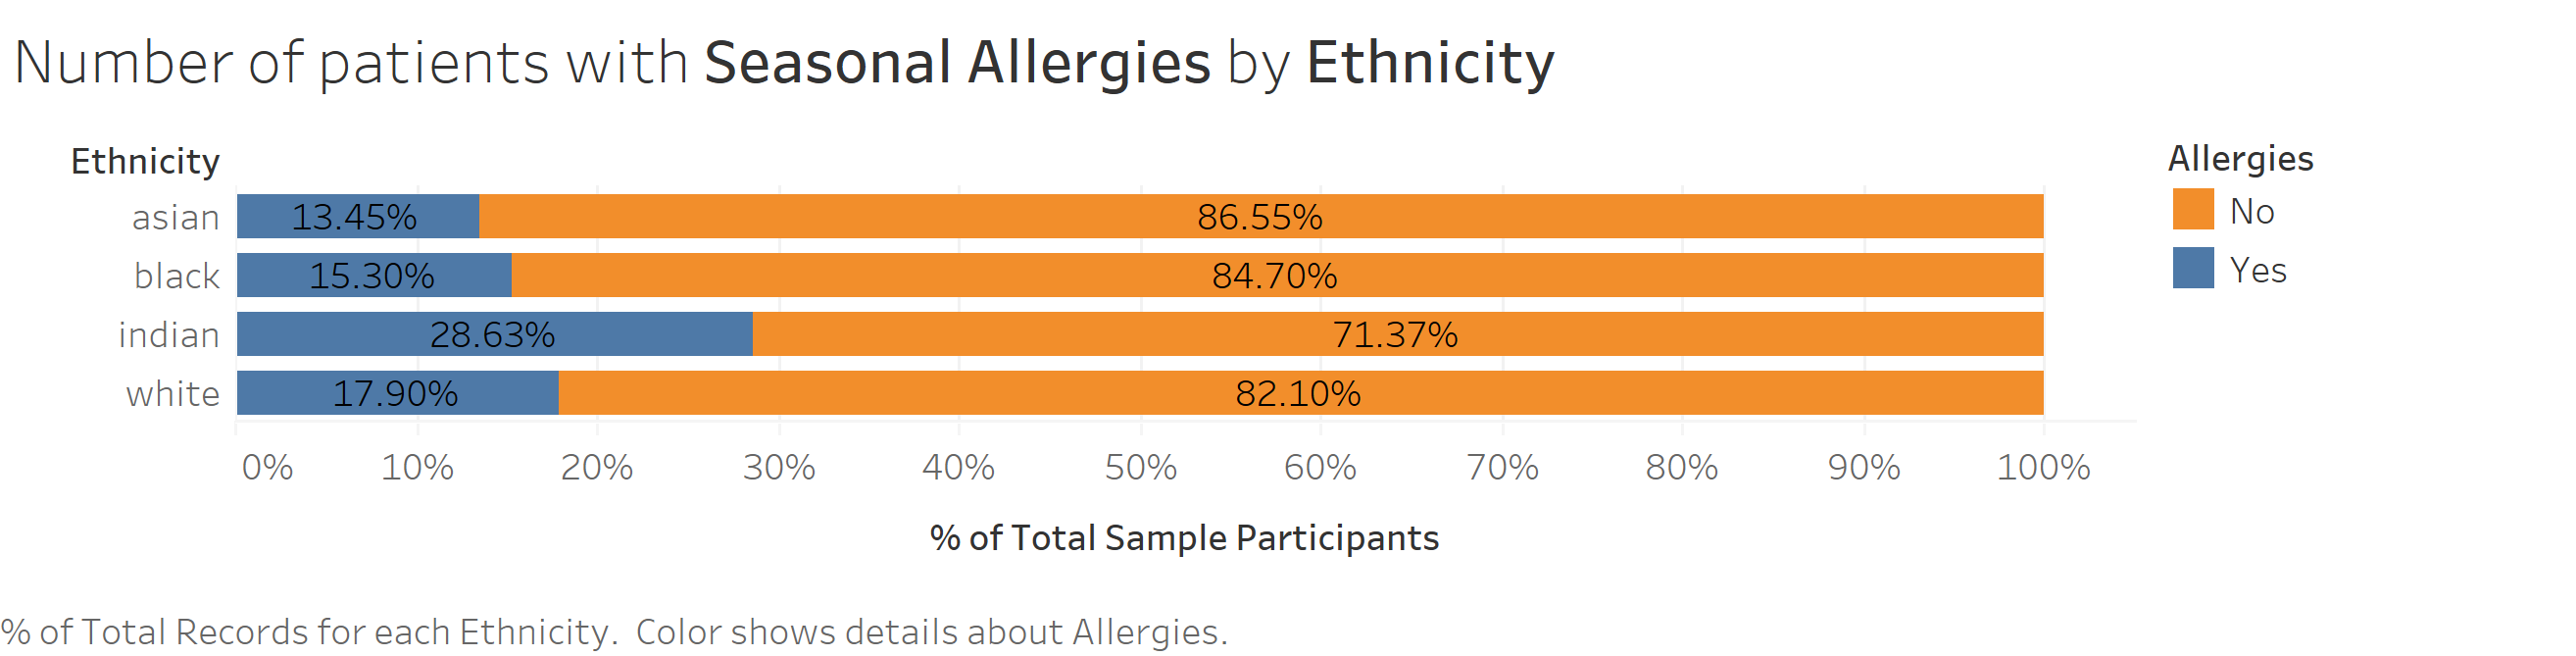 Number of patients with Seasonal Allergies by Ethnicity
Ethnicity
Allergies
asian 13.45% 86.55%
No
black 15.30% 84.70%
Yes
indian 28.63% 71.37%
white 17.90% 82.10%
0% 10% 20% 30% 40% 50% 60% 70% 80% 90% 100%
% of Total Sample Participants
% of Total Records for each Ethnicity. Color shows details about Allergies.